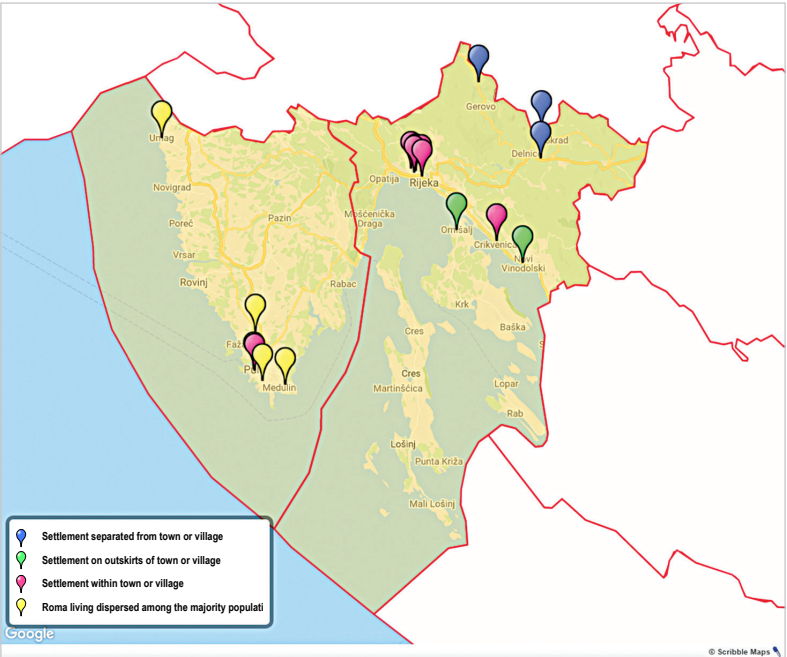 Gerovo
Umag
Delnice
skrad
Opatija
Rijeka
Novigrad
Mošćenička
Draga
Pazin
Poreč
Omišalj
Crikvenica
Novi
Vinodolski
Vrsar
Rovinj
Rabac
Krk
Baška
Cres
Faž
S
Pu
Medulin
Cres
Martinšćica
Lopar
Rab
Lošinj
Punta Križa
Mali Lošinj
Settlement separated from town or village
Settlement on outskirts of town or village
Settlement within town or village
Roma living dispersed among the majority populati
Google
© Scribble Maps